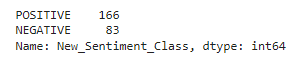 POSITIVE    166
NEGATIVE     83
Name: New_Sentiment_Class, dtype: int64